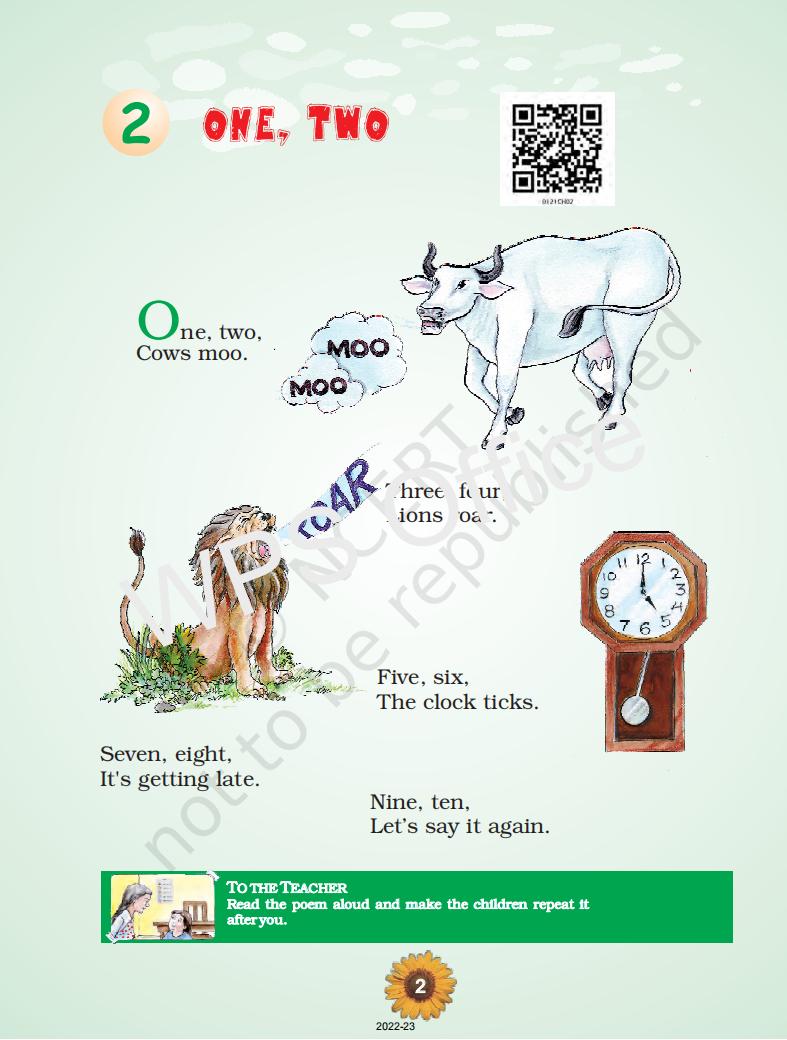 2 ONE, TWO
0121CH02
One, two,
Cows moo.
MOO
MOO
ROAR
Three, four,
Lions roar.
12
11 1
10 2
9 3
8 4
7 5
6
Five, six,
The clock ticks.
Seven, eight,
It's getting late.
Nine, ten,
Let's say it again.
TO THE TEACHER
Read the poem aloud and make the children repeat it
after you.
2
2022-23
© NCERT
not to be republished
WPS Office